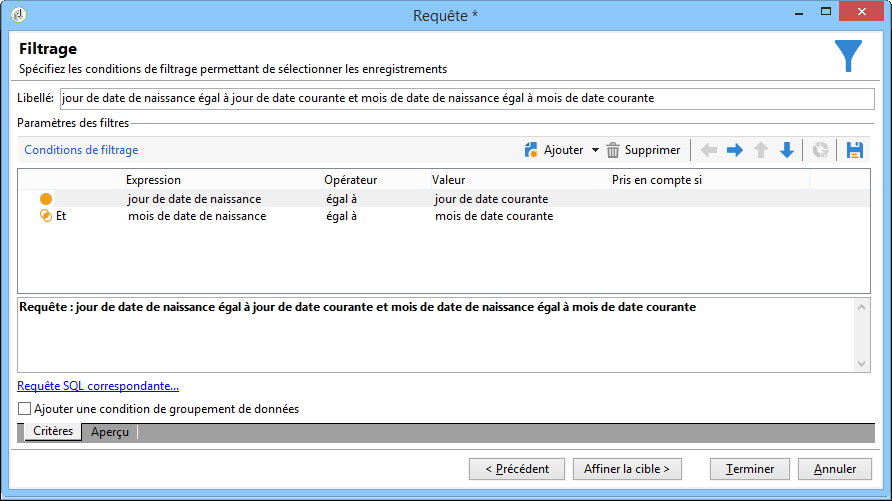 Requête *
Filtrage
Spécifiez les conditions de filtrage permettant de sélectionner les enregistrements
Libellé: jour de date de naissance égal à jour de date courante et mois de date de naissance égal à mois de date courante
Paramètres des filtres
Conditions de filtrage Ajouter Supprimer
Expression Opérateur Valeur Pris en compte si
jour de date de naissance égal à jour de date courante
Et mois de date de naissance égal à mois de date courante
Requête : jour de date de naissance égal à jour de date courante et mois de date de naissance égal à mois de date courante
Requête SQL correspondante...
Ajouter une condition de groupement de données
Critères Aperçu
< Précédent Affiner la cible > Terminer Annuler